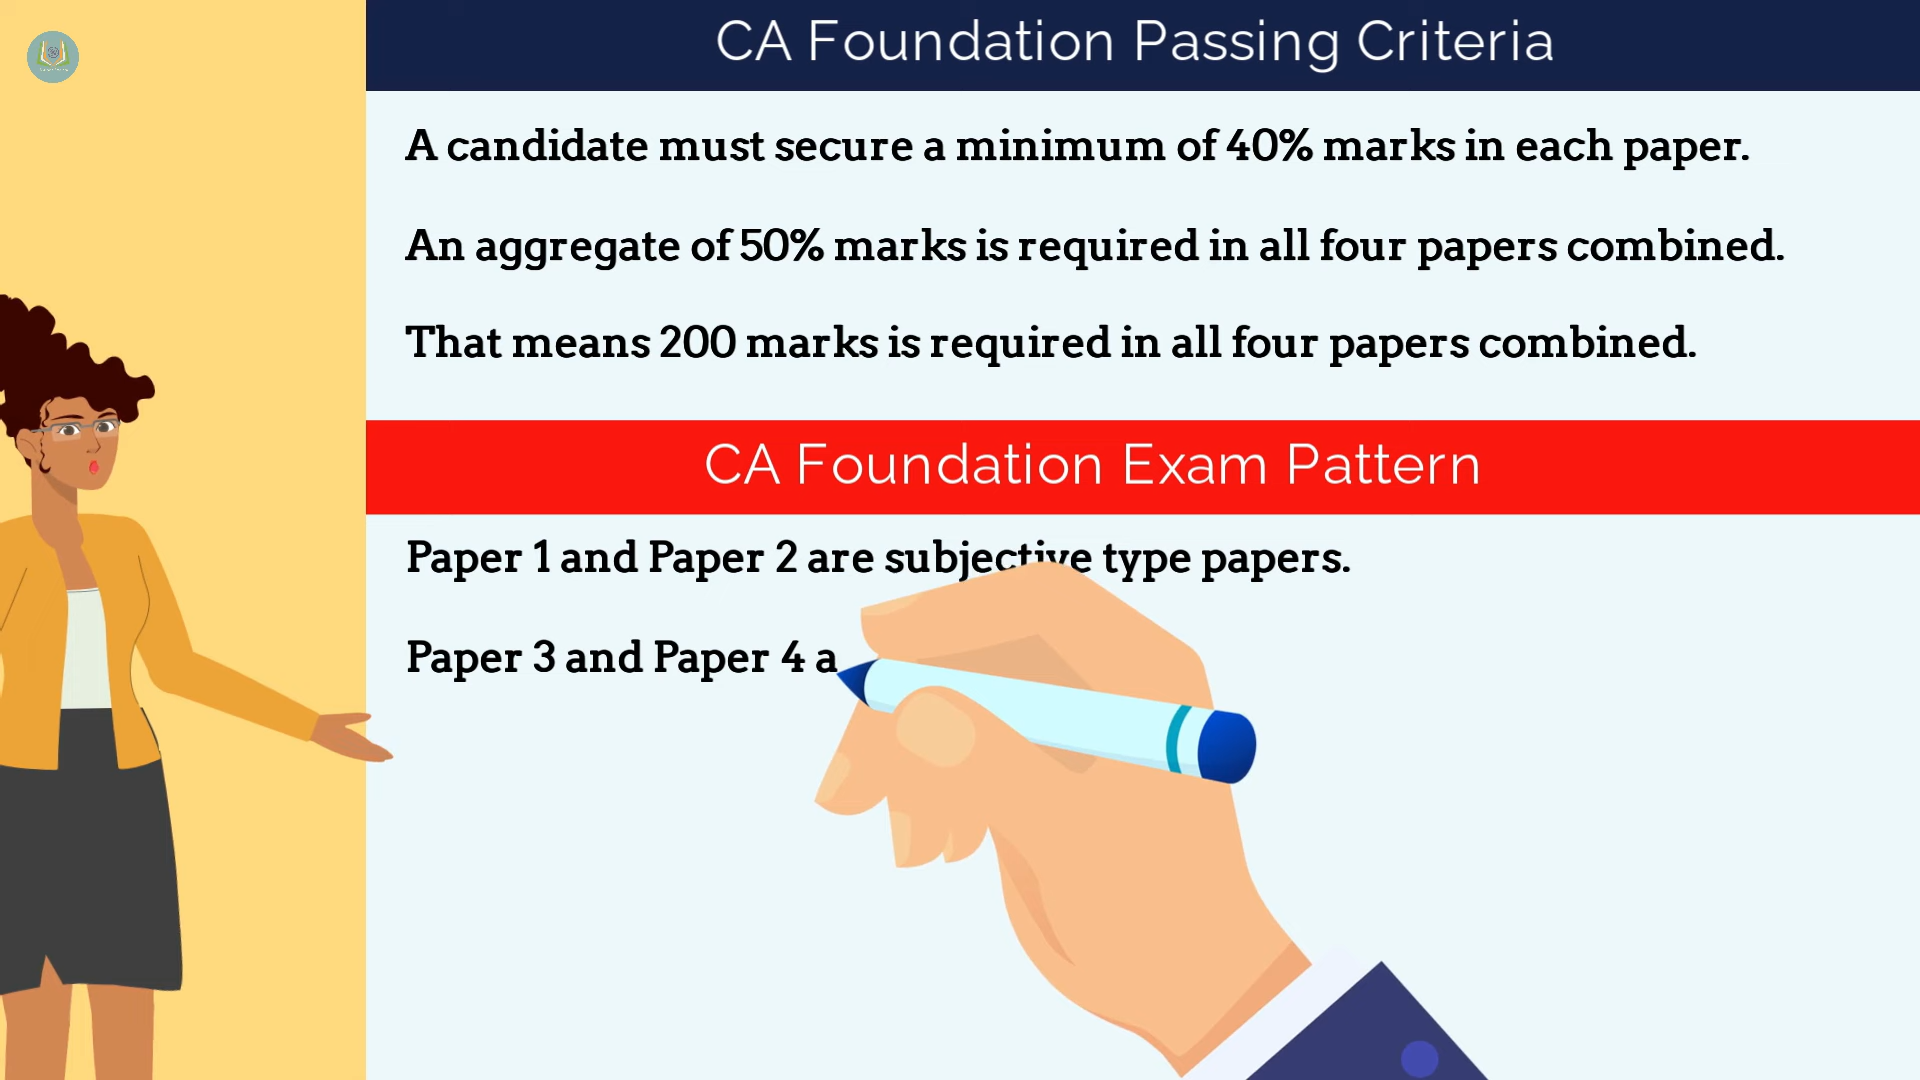 CA Foundation Passing Criteria
A candidate must secure a minimum of 40% marks in each paper.
An aggregate of 50% marks is required in all four papers combined.
That means 200 marks is required in all four papers combined.
CA Foundation Exam Pattern
Paper 1 and Paper 2 are subjective type papers.
Paper 3 and Paper 4 a